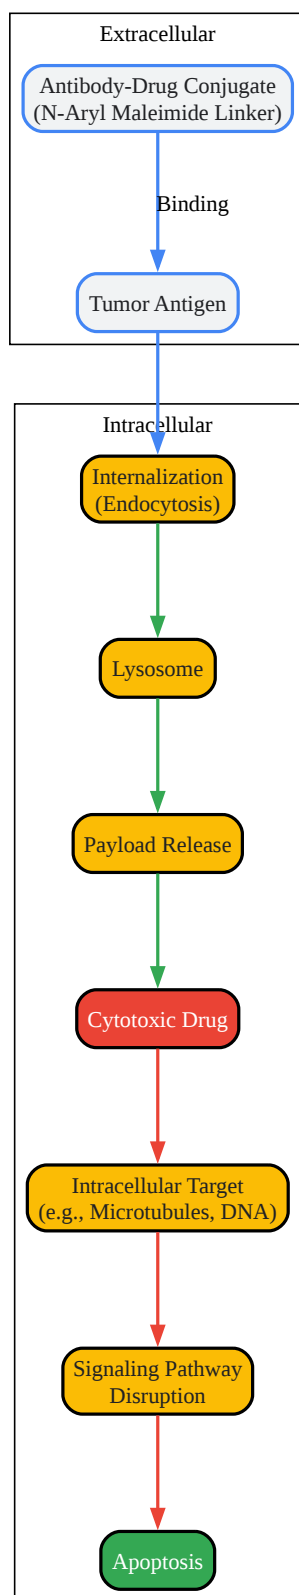 Extracellular
Antibody-Drug Conjugate
(N-Aryl Maleimide Linker)
Binding
Tumor Antigen
Intracellular
Internalization
(Endocytosis)
Lysosome
Payload Release
Cytotoxic Drug
Intracellular Target
(e.g., Microtubules, DNA)
Signaling Pathway
Disruption
Apoptosis